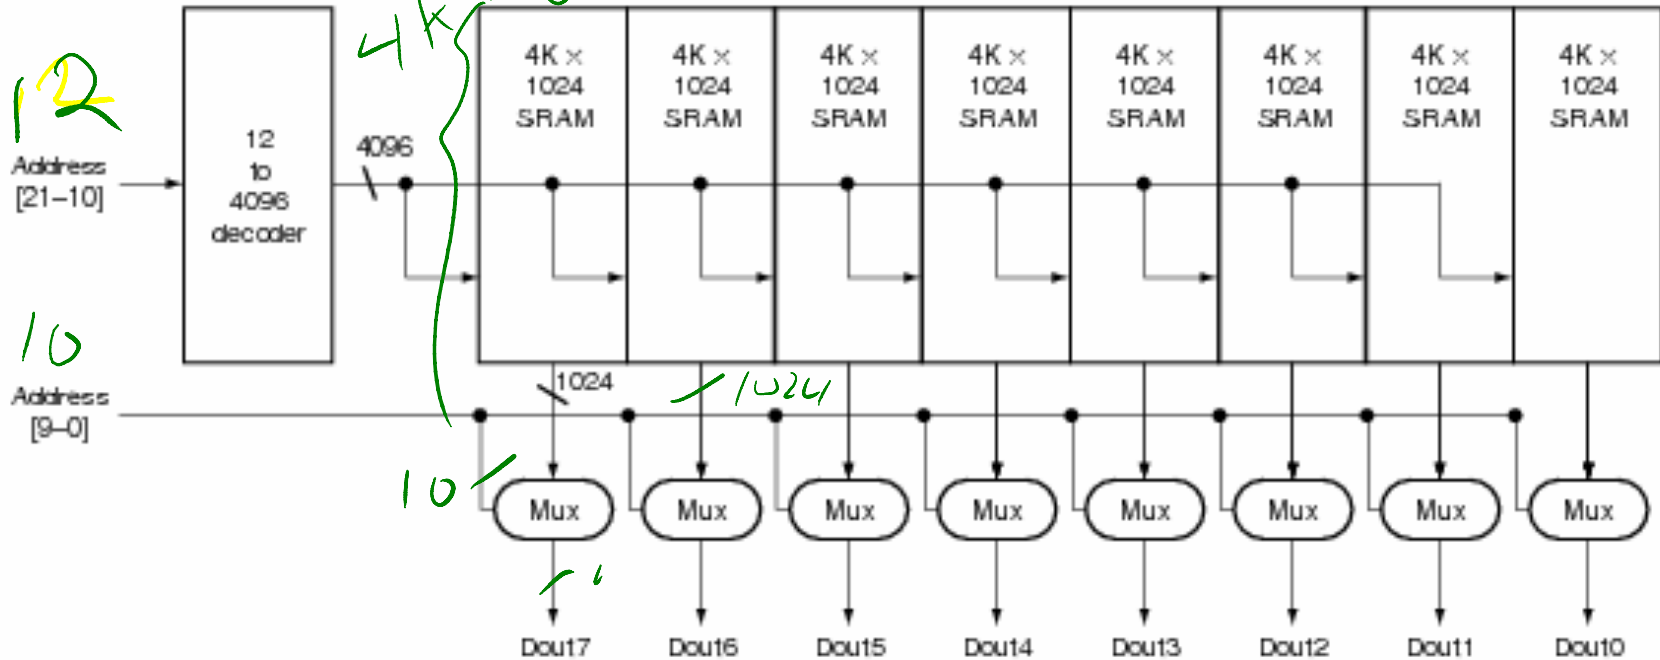 4K
4K ×
1024
SRAM
4K ×
1024
SRAM
4K ×
1024
SRAM
4K ×
1024
SRAM
4K ×
1024
SRAM
4K ×
1024
SRAM
4K ×
1024
SRAM
4K ×
1024
SRAM
12
Address
[21–10]
12
to
4096
decoder
4096
10
Address
[9–0]
1024
1024
10
Mux
Mux
Mux
Mux
Mux
Mux
Mux
Mux
Dout7
Dout6
Dout5
Dout4
Dout3
Dout2
Dout1
Dout0